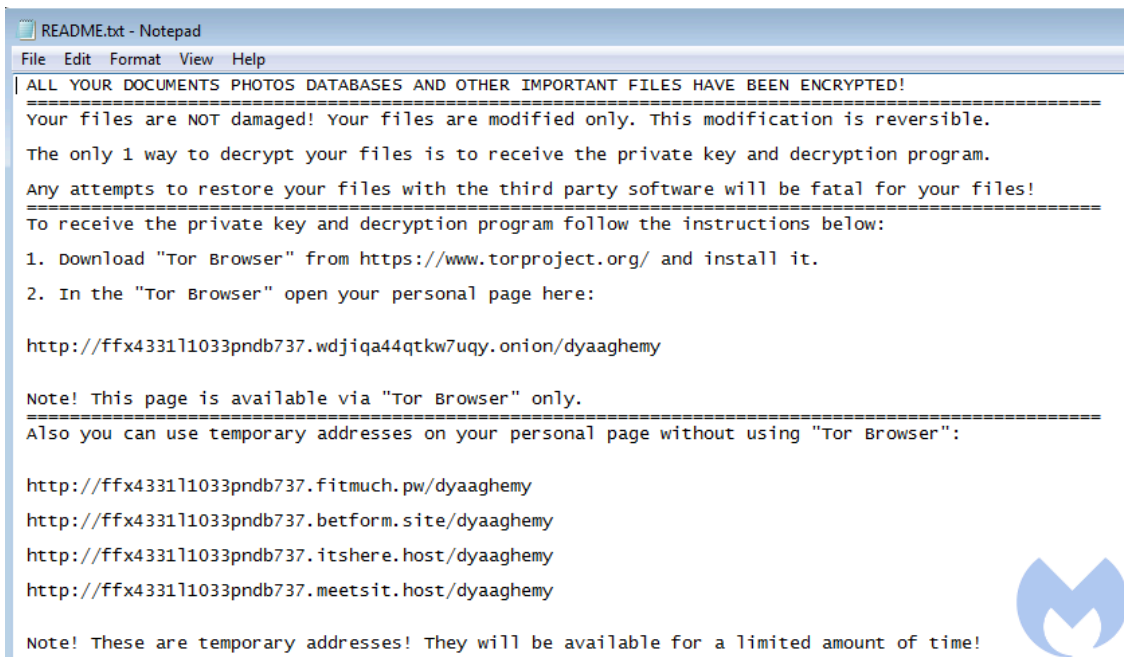 README.txt - Notepad
File Edit Format View Help
ALL YOUR DOCUMENTS PHOTOS DATABASES AND OTHER IMPORTANT FILES HAVE BEEN ENCRYPTED!
====================================================================================================
Your files are NOT damaged! Your files are modified only. This modification is reversible.
The only 1 way to decrypt your files is to receive the private key and decryption program.
Any attempts to restore your files with the third party software will be fatal for your files!
====================================================================================================
To receive the private key and decryption program follow the instructions below:
1. Download "Tor Browser" from https://www.torproject.org/ and install it.
2. In the "Tor Browser" open your personal page here:
http://ffx4331l1033pndb737.wdjiqa44qtkw7uqy.onion/dyaaghemy
Note! This page is available via "Tor Browser" only.
====================================================================================================
Also you can use temporary addresses on your personal page without using "Tor Browser":
http://ffx4331l1033pndb737.fitmuch.pw/dyaaghemy
http://ffx4331l1033pndb737.betform.site/dyaaghemy
http://ffx4331l1033pndb737.itshere.host/dyaaghemy
http://ffx4331l1033pndb737.meetsit.host/dyaaghemy
Note! These are temporary addresses! They will be available for a limited amount of time!